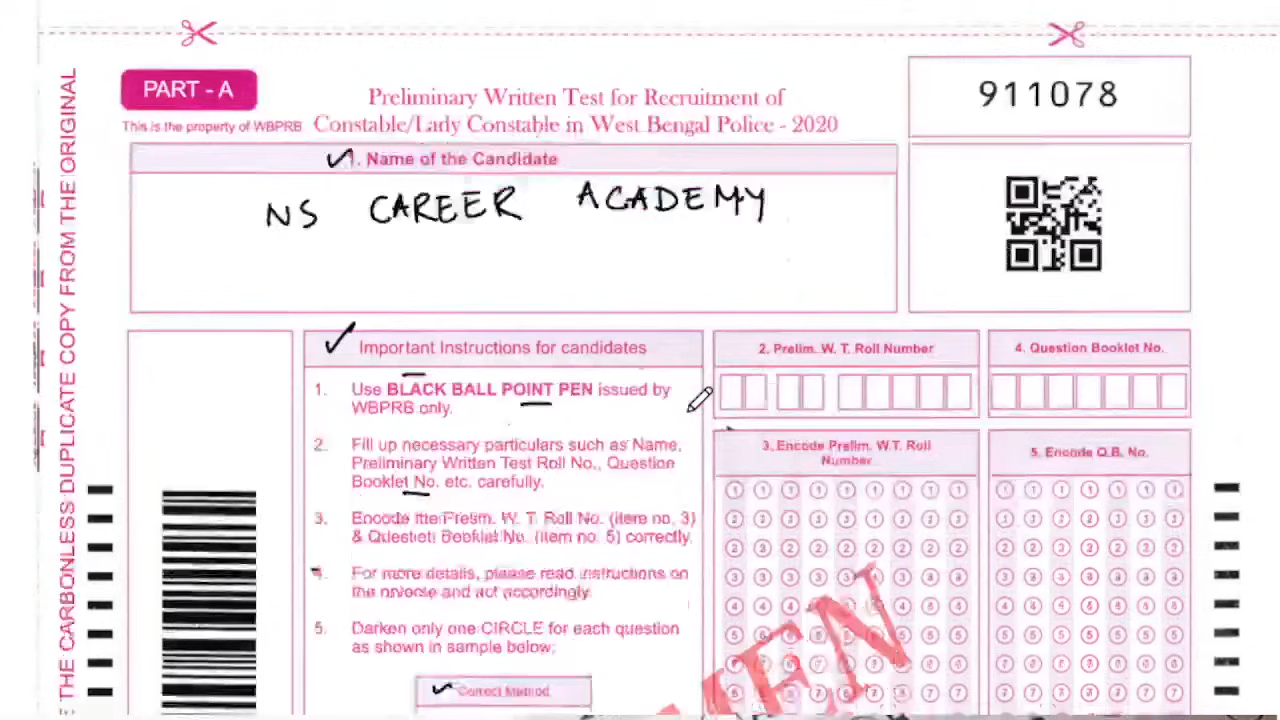 PART - A
911078
Preliminary Written Test for Recruitment of
This is the property of WBPRB
Constable/Lady Constable in West Bengal Police - 2020
1. Name of the Candidate
NS CAREER ACADEMY
THE CARBONLESS DUPLICATE COPY FROM THE ORIGINAL
Important Instructions for candidates
1. Use BLACK BALL POINT PEN issued by
WBPRB only.
2. Fill up necessary particulars such as Name,
Preliminary Written Test Roll No., Question
Booklet No. etc. carefully.
3. Encode the Prelim. W. T. Roll No. (item no. 3)
& Question Booklet No. (item no. 5) correctly.
4. For more details, please read instructions on
the reverse and act accordingly
5. Darken only one CIRCLE for each question
as shown in sample below:
Correct Method
2. Prelim. W. T. Roll Number
3. Encode Prelim. W.T. Roll
Number
4. Question Booklet No.
5. Encode Q.B. No.